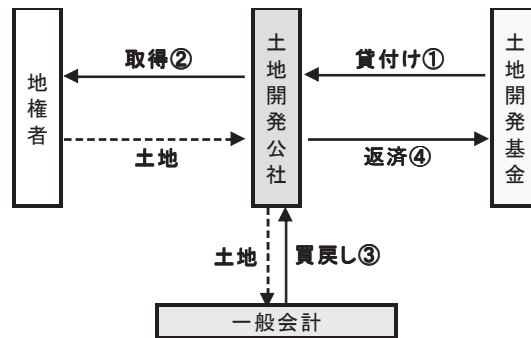 地権者
取得②
土地
土地開発公社
貸付け①
返済④
土地開発基金
土地
買戻し③
一般会計